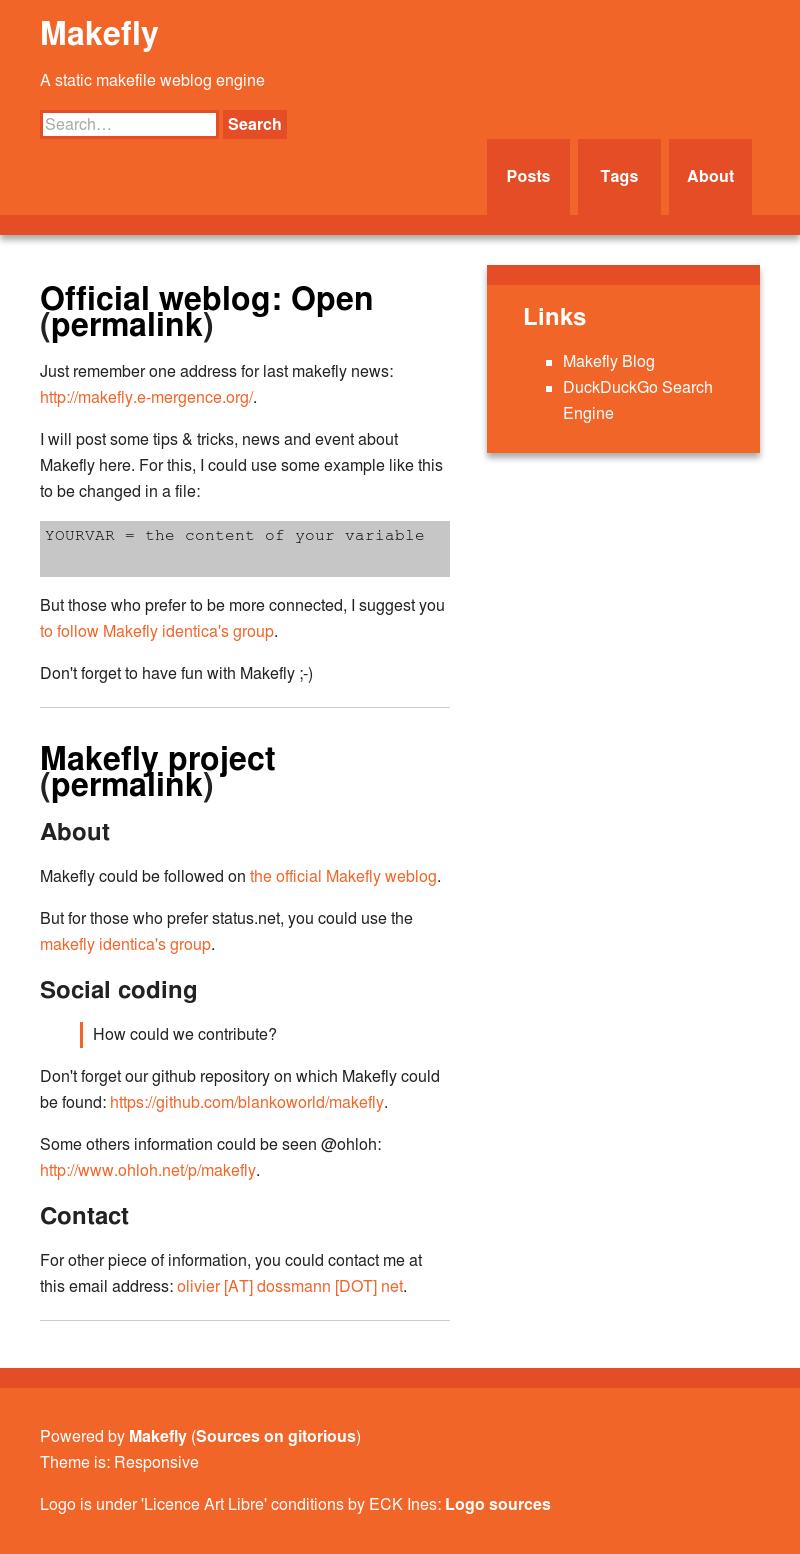 Makefly
A static makefile weblog engine
Search...
Search
Posts
Tags
About
Official weblog: Open
(permalink)
Just remember one address for last makefly news:
http://makefly.e-mergence.org/.
I will post some tips & tricks, news and event about
Makefly here. For this, I could use some example like this
to be changed in a file:
YOURVAR = the content of your variable
But those who prefer to be more connected, I suggest you
to follow Makefly identica's group.
Don't forget to have fun with Makefly ;-)
Makefly project
(permalink)
About
Makefly could be followed on the official Makefly weblog.
But for those who prefer status.net, you could use the
makefly identica's group.
Social coding
How could we contribute?
Don't forget our github repository on which Makefly could
be found: https://github.com/blankoworld/makefly.
Some others information could be seen @ohloh:
http://www.ohloh.net/p/makefly.
Contact
For other piece of information, you could contact me at
this email address: olivier [AT] dossmann [DOT] net.
Links
Makefly Blog
DuckDuckGo Search
Engine
Powered by Makefly (Sources on gitorious)
Theme is: Responsive
Logo is under 'Licence Art Libre' conditions by ECK Ines: Logo sources